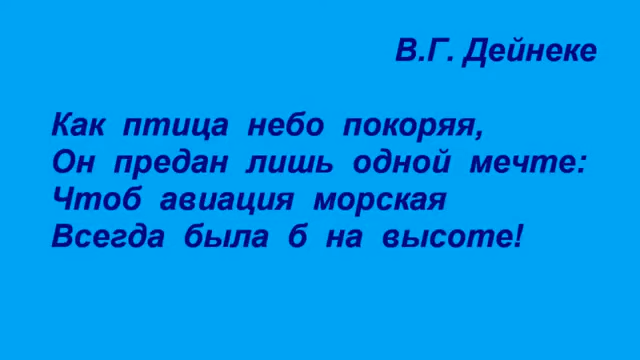 В.Г. Дейнеке
Как птица небо покоряя,
Он предан лишь одной мечте:
Чтоб авиация морская
Всегда была б на высоте!